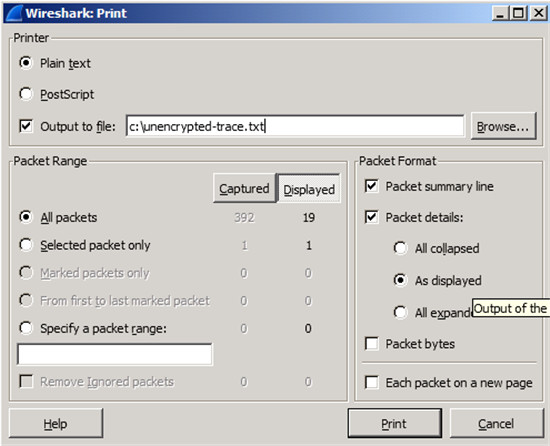 Wireshark: Print
Printer
Plain text
PostScript
Output to file: c:\unencrypted-trace.txt Browse...
Packet Range
Captured Displayed
All packets 392 19
Selected packet only 1 1
Marked packets only 0 0
From first to last marked packet 0 0
Specify a packet range: 0 0
Remove Ignored packets 0 0
Packet Format
Packet summary line
Packet details:
All collapsed
As displayed
All expand
Output of the
Packet bytes
Each packet on a new page
Help Print Cancel